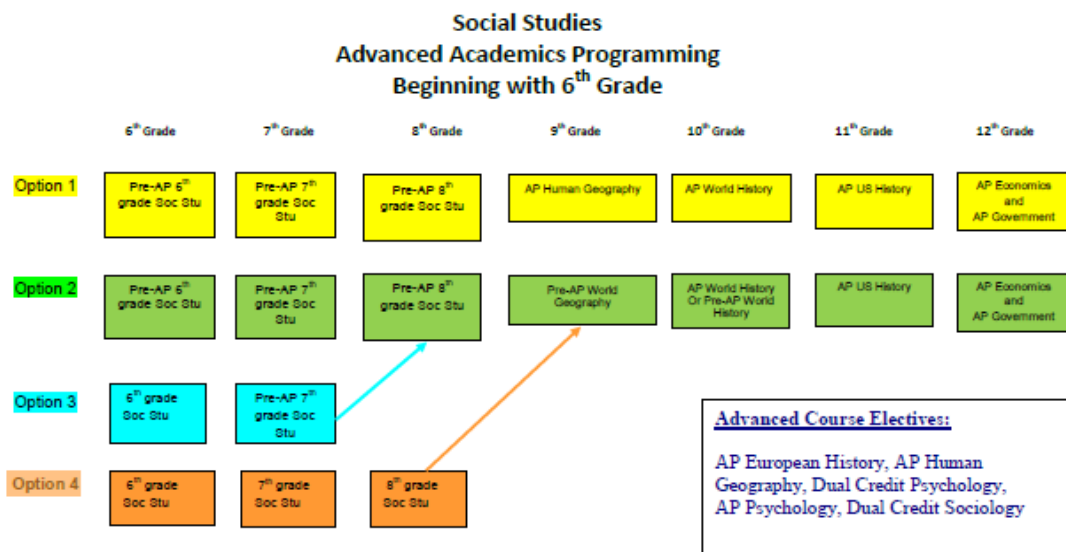 Social Studies
Advanced Academics Programming
Beginning with 6th Grade
6th Grade 7th Grade 8th Grade 9th Grade 10th Grade 11th Grade 12th Grade
Option 1
Pre-AP 6th
grade Soc Stu
Pre-AP 7th
grade Soc
Stu
Pre-AP 8th
grade Soc Stu
AP Human Geography
AP World History
AP US History
AP Economics
and
AP Government
Option 2
Pre-AP 6th
grade Soc Stu
Pre-AP 7th
grade Soc
Stu
Pre-AP 8th
grade Soc Stu
Pre-AP World
Geography
AP World History
Or Pre-AP World
History
AP US History
AP Economics
and
AP Government
Option 3
6th grade
Soc Stu
Pre-AP 7th
grade Soc
Stu
Option 4
6th grade
Soc Stu
7th grade
Soc Stu
8th grade
Soc Stu
Advanced Course Electives:
AP European History, AP Human
Geography, Dual Credit Psychology,
AP Psychology, Dual Credit Sociology